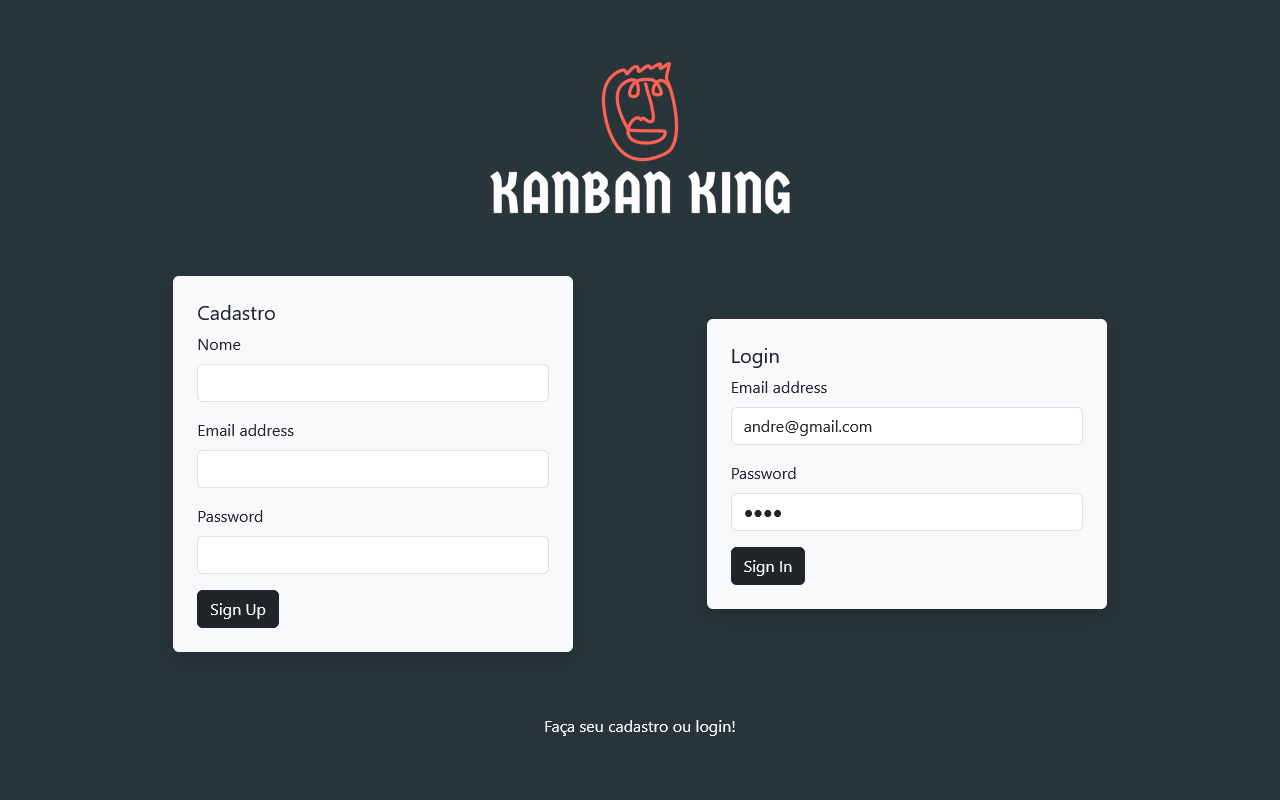 KANBAN KING
Cadastro
Nome
Email address
Password
Sign Up
Login
Email address
andre@gmail.com
Password
••••
Sign In
Faça seu cadastro ou login!